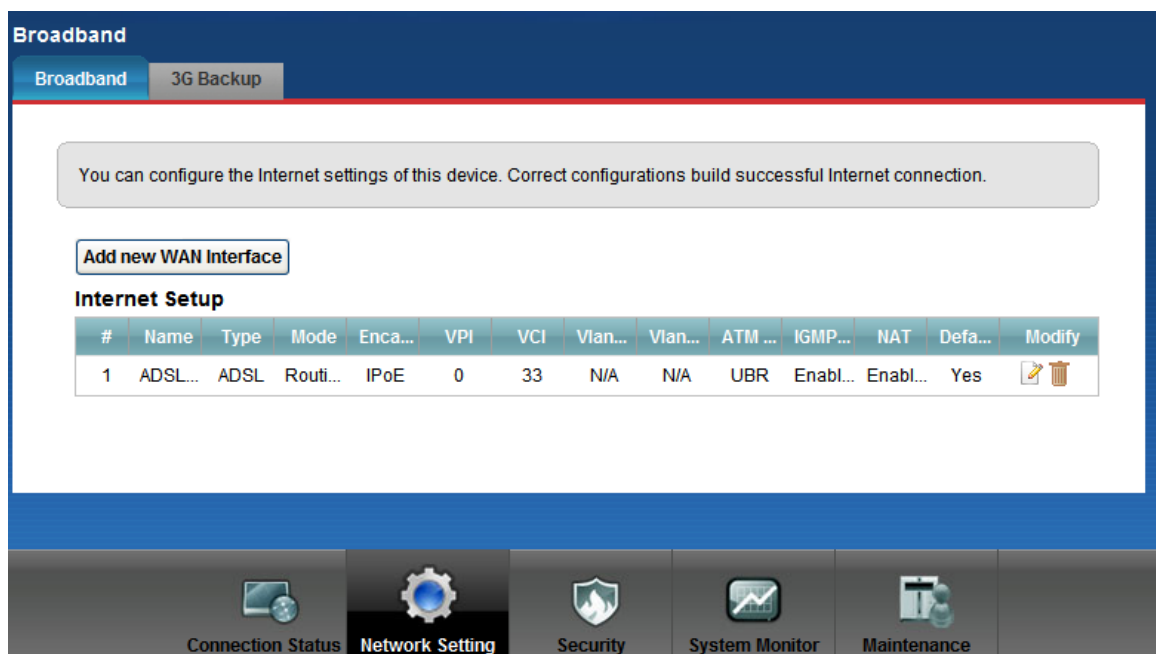 Broadband
Broadband 3G Backup
You can configure the Internet settings of this device. Correct configurations build successful Internet connection.
Add new WAN Interface
Internet Setup
# Name Type Mode Enca... VPI VCI Vlan... Vlan... ATM ... IGMP... NAT Defa... Modify
1 ADSL... ADSL Routi... IPoE 0 33 N/A N/A UBR Enabl... Enabl... Yes
Connection Status Network Setting Security System Monitor Maintenance